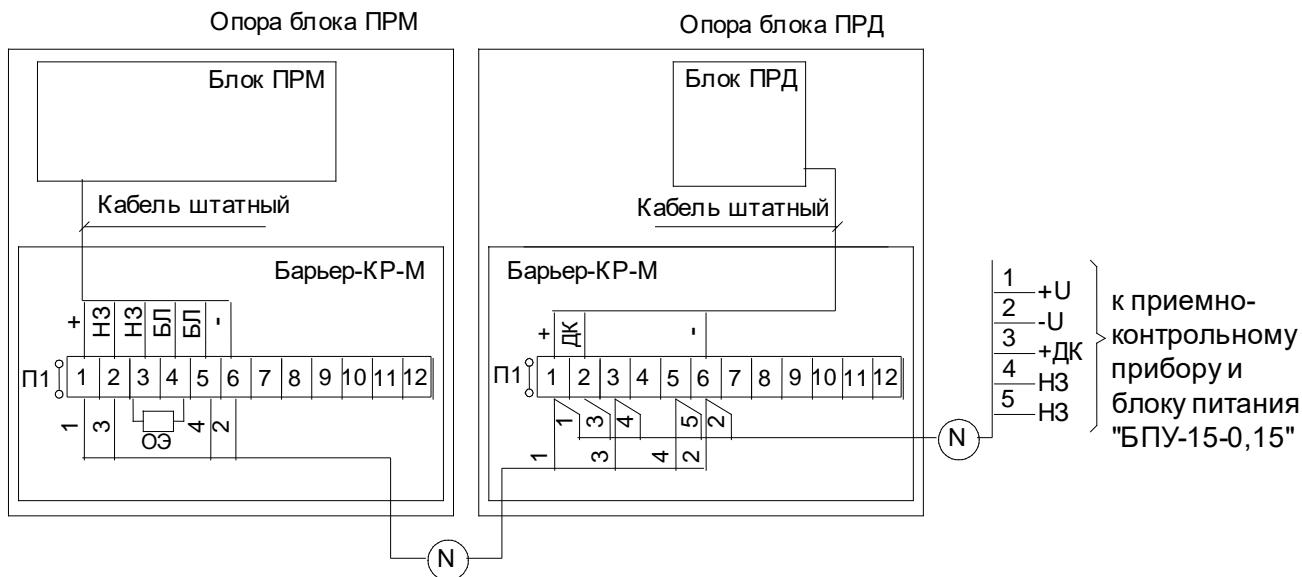 Опора блока ПРМ
Опора блока ПРД
Блок ПРМ
Блок ПРД
Кабель штатный
Кабель штатный
Барьер-КР-М
Барьер-КР-М
+ НЗ НЗ БЛ БЛ -
+ ДК -
П1 1 2 3 4 5 6 7 8 9 10 11 12
П1 1 2 3 4 5 6 7 8 9 10 11 12
1 3 ОЭ 4 2
1 3 4 5 2
1 3 4 2
N
N
1 +U
2 -U
3 +ДК
4 НЗ
5 НЗ
к приемно-
контрольному
прибору и
блоку питания
"БПУ-15-0,15"